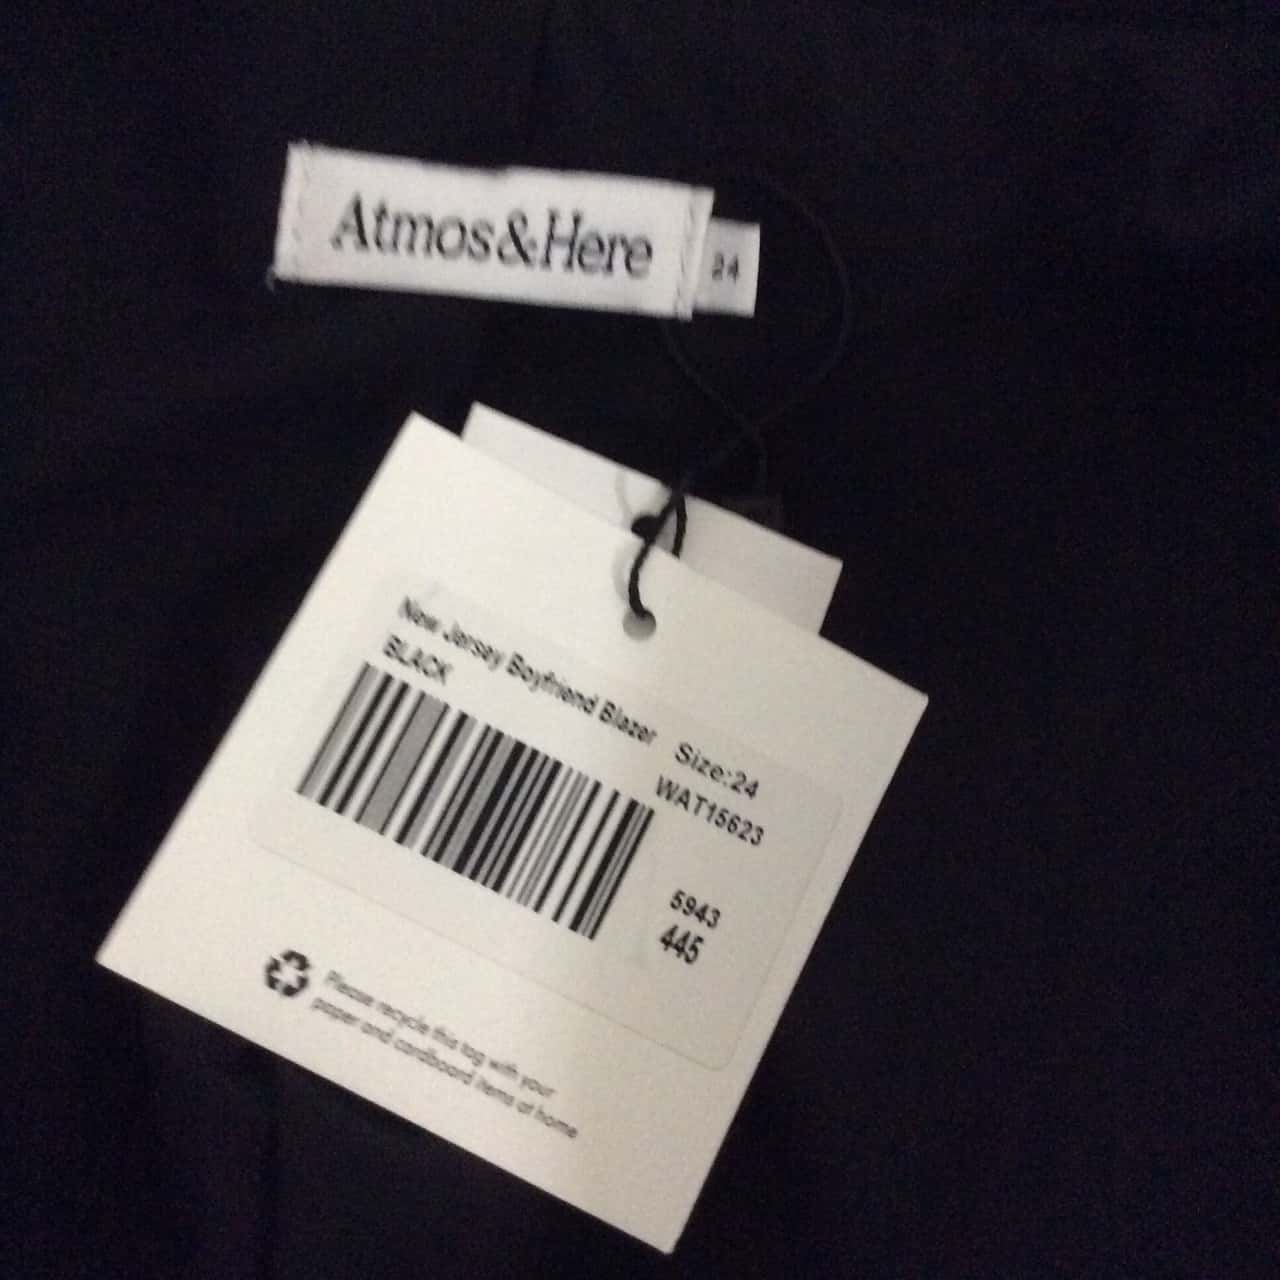 Atmos&Here
24
New Jersey Boyfriend Blazer
BLACK
Size:24
WAT15623
5943
445
Please recycle this tag with your
paper and cardboard items at home